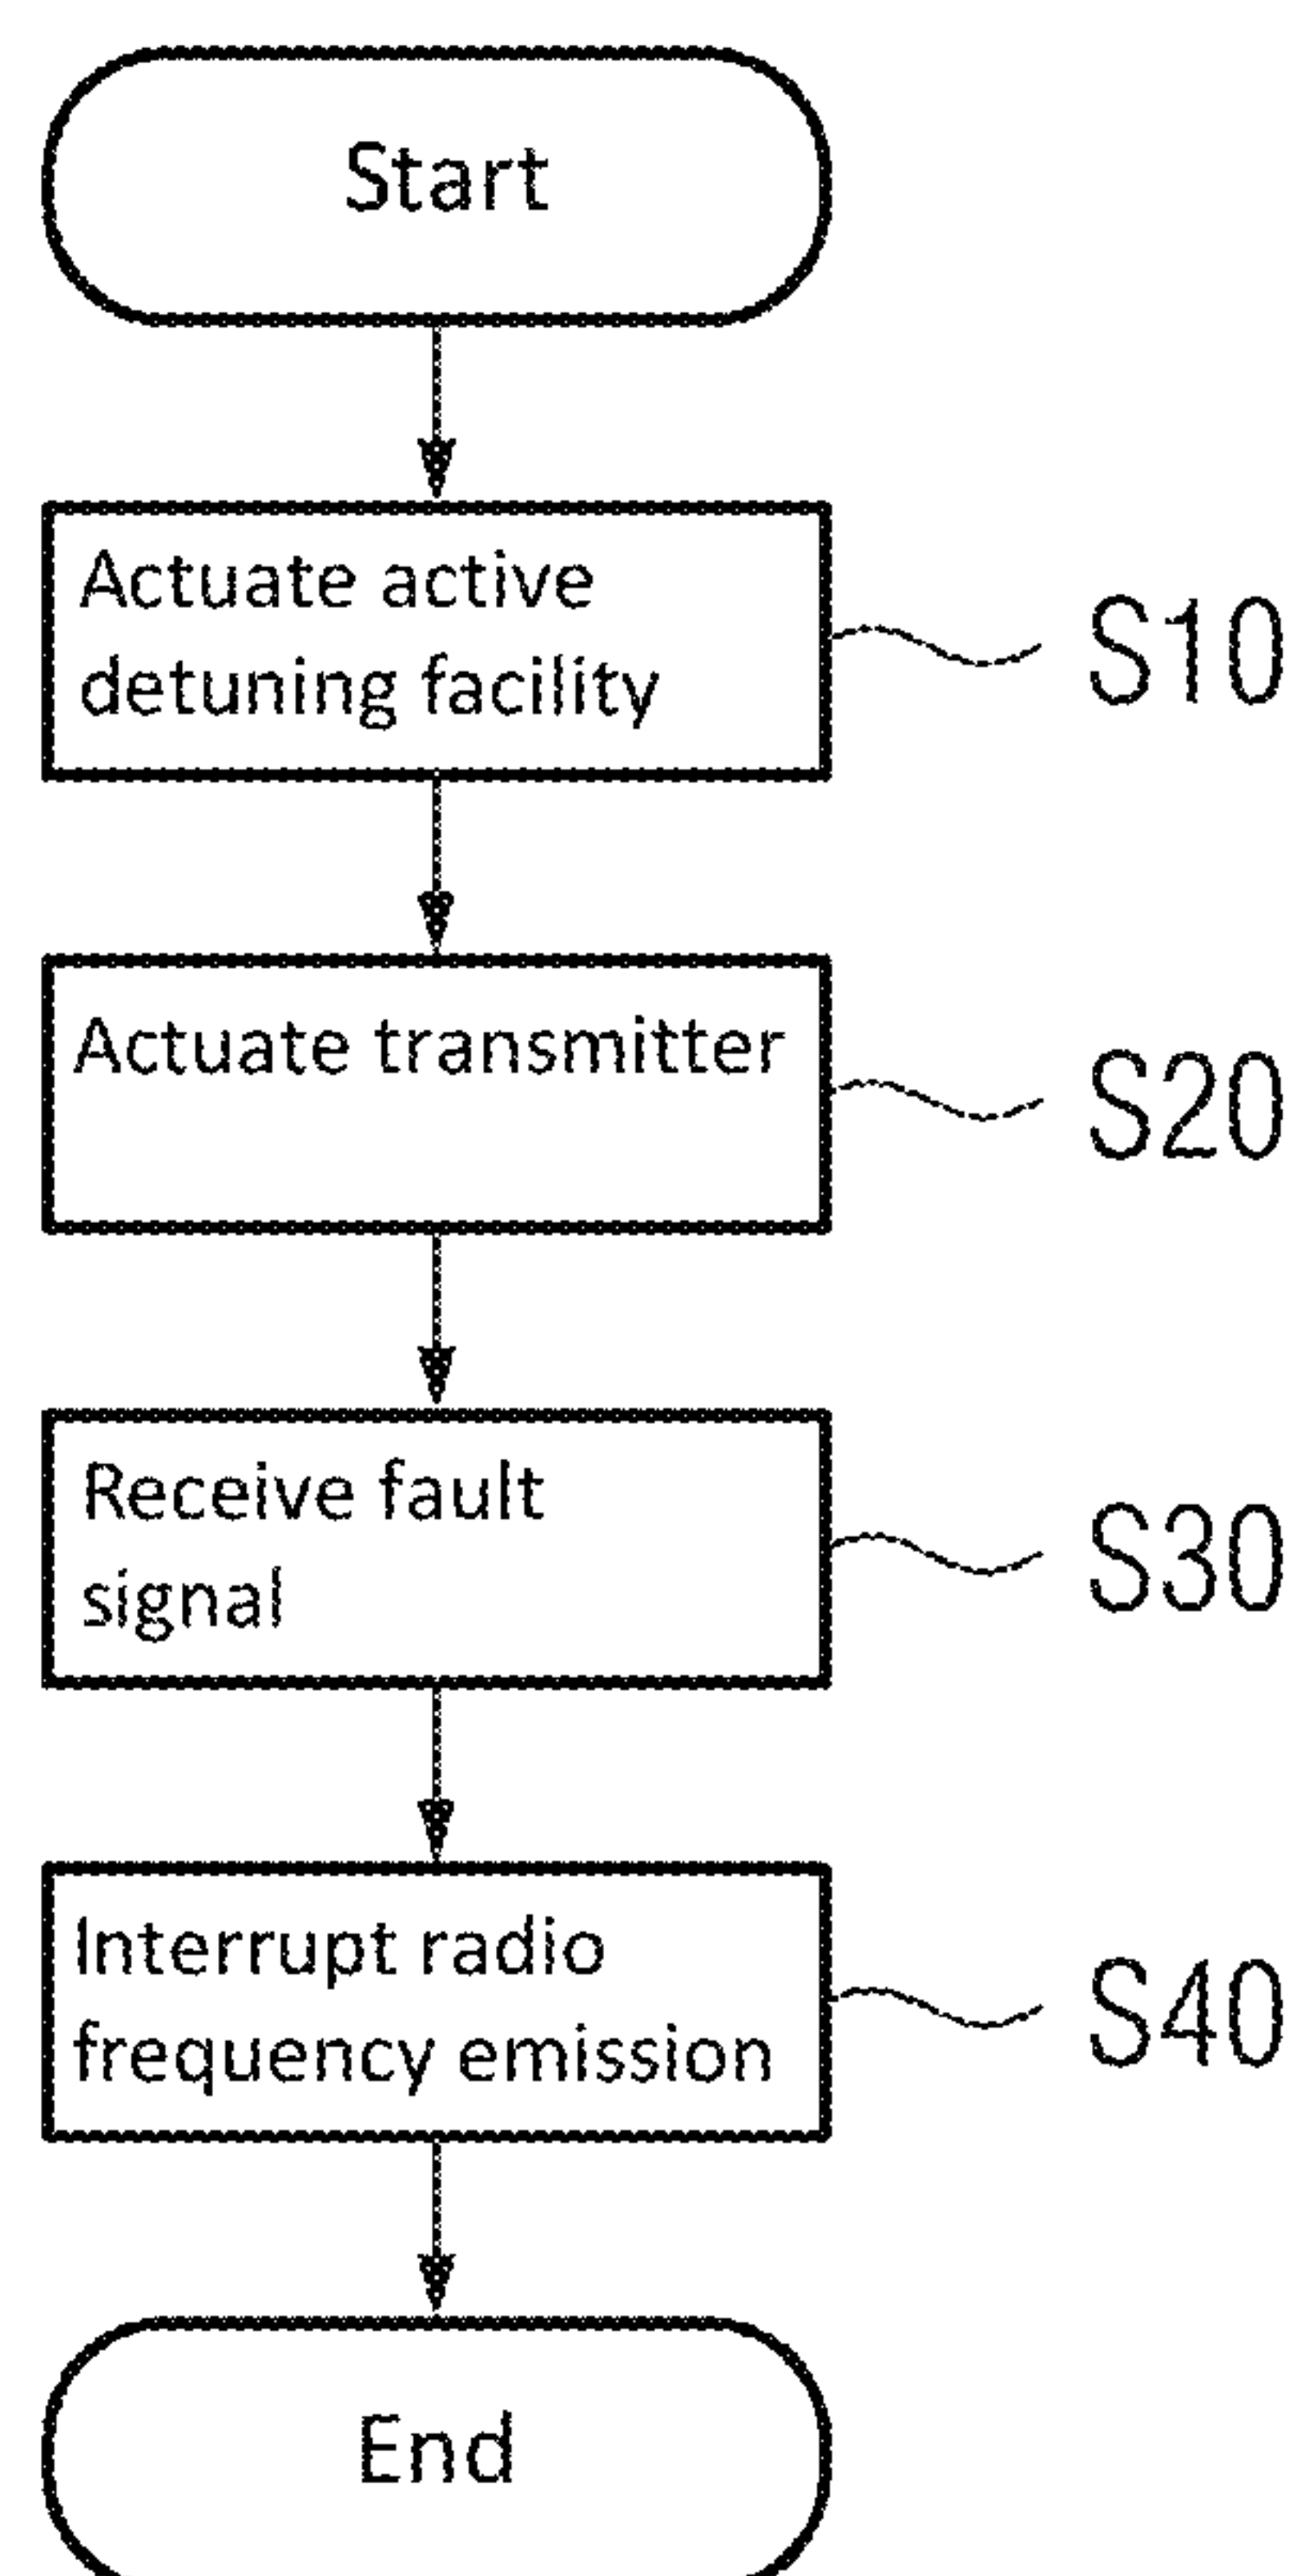 Start
Actuate active
detuning facility
S10
Actuate transmitter
S20
Receive fault
signal
S30
Interrupt radio
frequency emission
S40
End